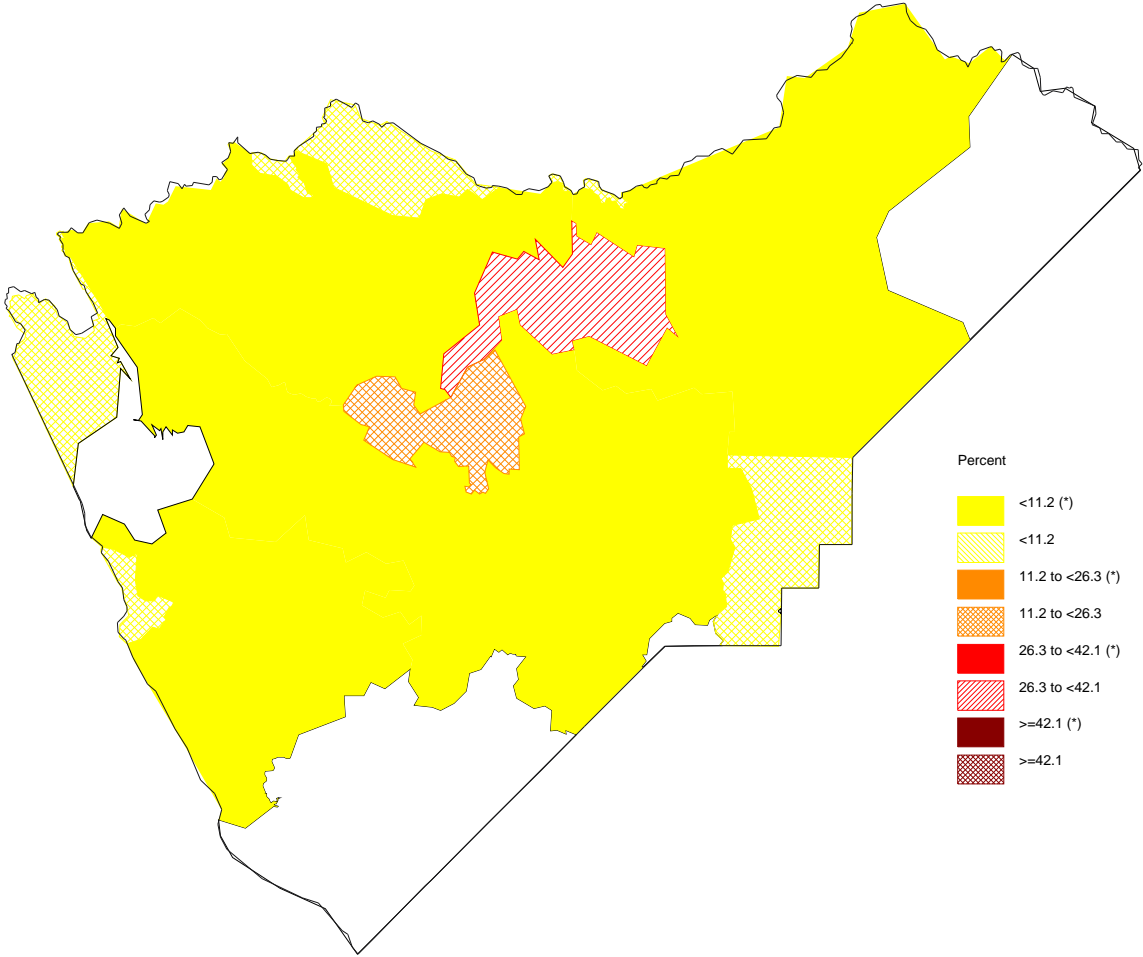 Percent
<11.2 (*)
<11.2
11.2 to <26.3 (*)
11.2 to <26.3
26.3 to <42.1 (*)
26.3 to <42.1
>=42.1 (*)
>=42.1